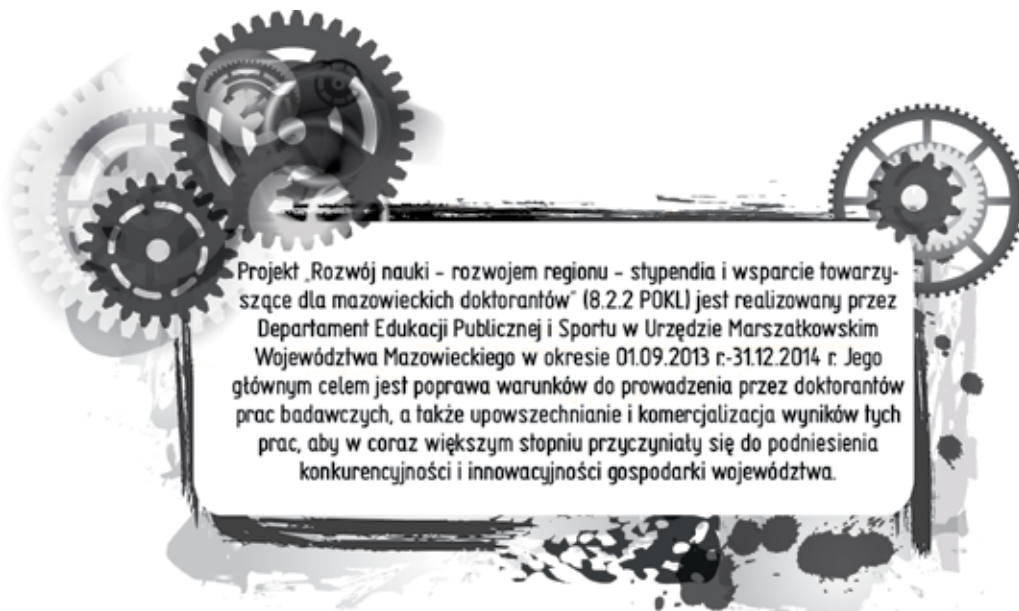 Projekt „Rozwój nauki – rozwojem regionu – stypendia i wsparcie towarzy-
szące dla mazowieckich doktorantów” (8.2.2 POKL) jest realizowany przez
Departament Edukacji Publicznej i Sportu w Urzędzie Marszałkowskim
Województwa Mazowieckiego w okresie 01.09.2013 r.-31.12.2014 r. Jego
głównym celem jest poprawa warunków do prowadzenia przez doktorantów
prac badawczych, a także upowszechnianie i komercjalizacja wyników tych
prac, aby w coraz większym stopniu przyczyniały się do podniesienia
konkurencyjności i innowacyjności gospodarki województwa.